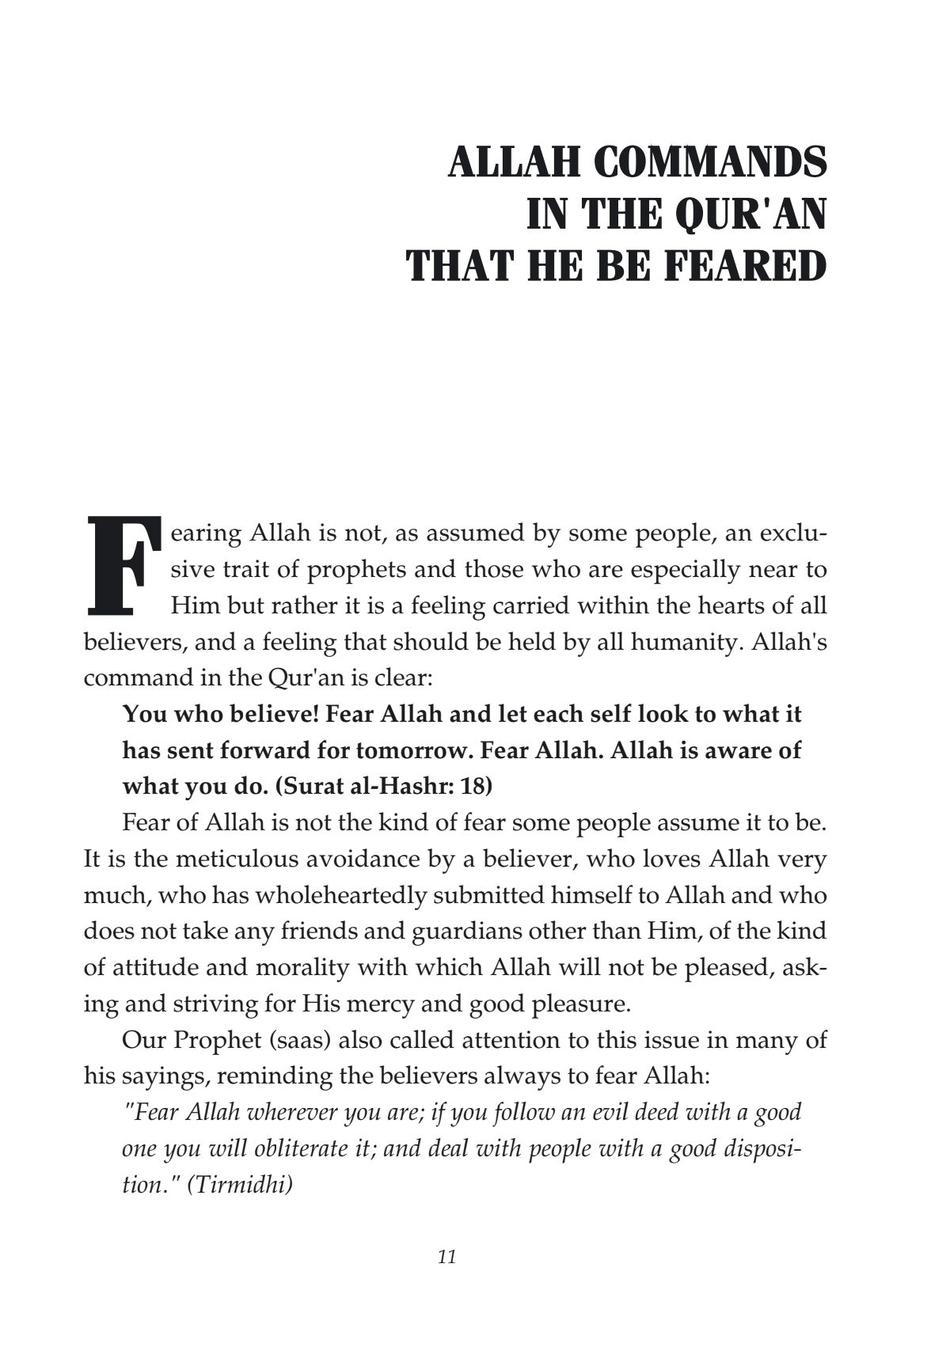 ALLAH COMMANDS
IN THE QUR'AN
THAT HE BE FEARED
Fearing Allah is not, as assumed by some people, an exclu-
sive trait of prophets and those who are especially near to
Him but rather it is a feeling carried within the hearts of all
believers, and a feeling that should be held by all humanity. Allah's
command in the Qur'an is clear:
You who believe! Fear Allah and let each self look to what it
has sent forward for tomorrow. Fear Allah. Allah is aware of
what you do. (Surat al-Hashr: 18)
Fear of Allah is not the kind of fear some people assume it to be.
It is the meticulous avoidance by a believer, who loves Allah very
much, who has wholeheartedly submitted himself to Allah and who
does not take any friends and guardians other than Him, of the kind
of attitude and morality with which Allah will not be pleased, ask-
ing and striving for His mercy and good pleasure.
Our Prophet (saas) also called attention to this issue in many of
his sayings, reminding the believers always to fear Allah:
"Fear Allah wherever you are; if you follow an evil deed with a good
one you will obliterate it; and deal with people with a good disposi-
tion." (Tirmidhi)
11